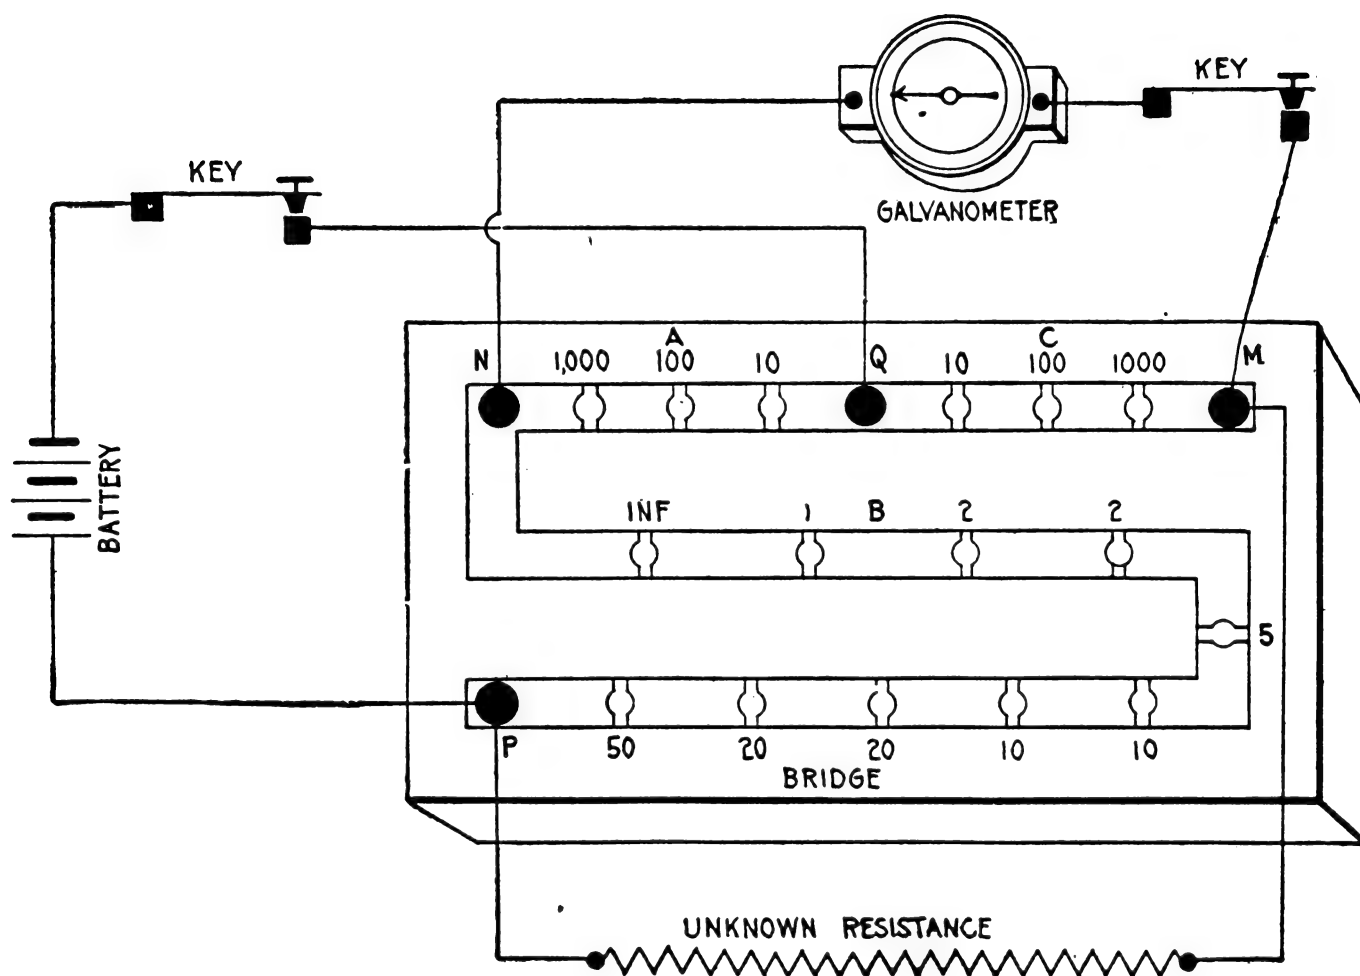 KEY
KEY
GALVANOMETER
A C
N 1,000 100 10 Q 10 100 1000 M
BATTERY
INF 1 B 2 2
5
P 50 20 20 10 10
BRIDGE
UNKNOWN RESISTANCE